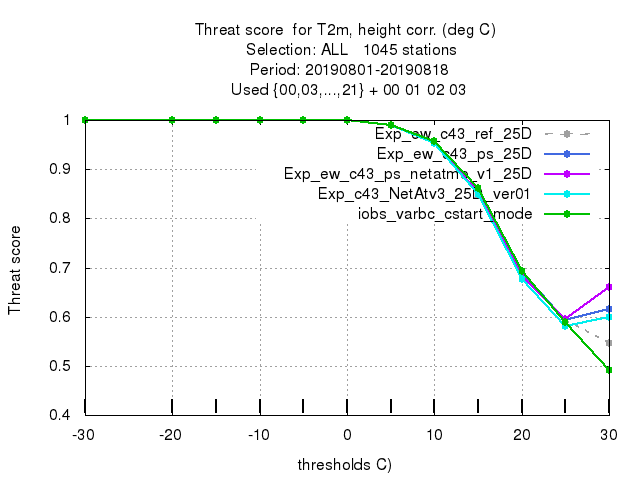 Threat score for T2m, height corr. (deg C)
Selection: ALL 1045 stations
Period: 20190801-20190818
Used {00,03,...,21} + 00 01 02 03
1
0.9
0.8
0.7
0.6
0.5
0.4
Threat score
Exp_ew_c43_ref_25D
Exp_ew_c43_ps_25D
Exp_ew_c43_ps_netatmo_v1_25D
Exp_c43_NetAtv3_25D_ver01
iobs_varbc_cstart_mode
-30 -20 -10 0 10 20 30
thresholds C)